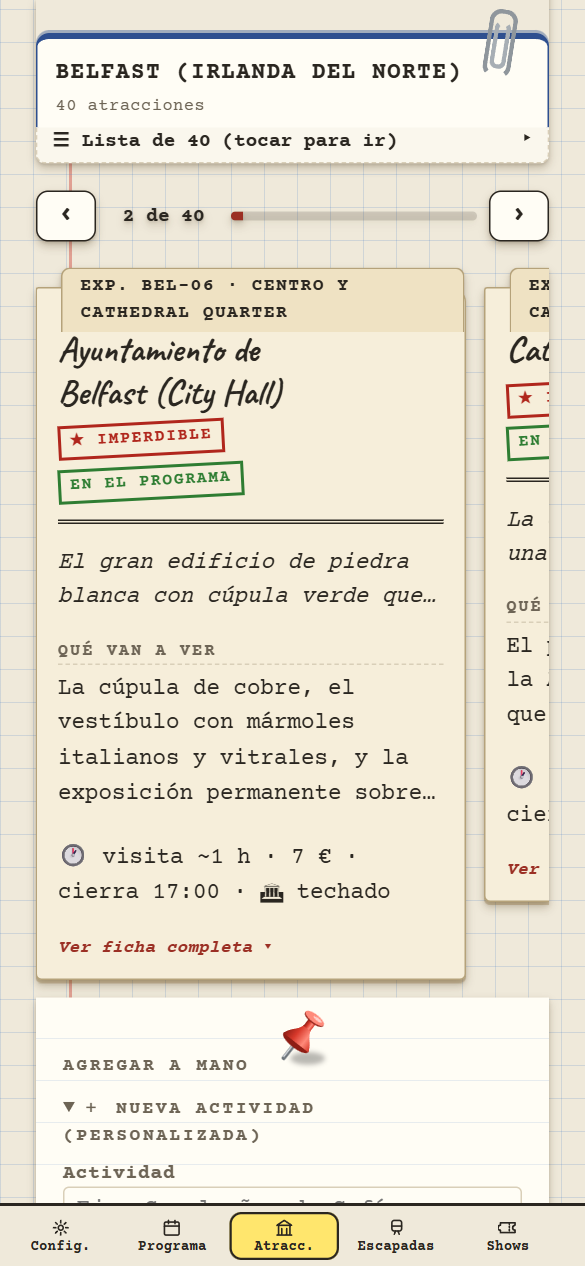 BELFAST (IRLANDA DEL NORTE)
40 atracciones
☰ Lista de 40 (tocar para ir) ▸
‹ 2 de 40 ›
EXP. BEL-06 · CENTRO Y
CATHEDRAL QUARTER
Ayuntamiento de
Belfast (City Hall)
★ IMPERDIBLE
EN EL PROGRAMA
El gran edificio de piedra
blanca con cúpula verde que…
QUÉ VAN A VER
La cúpula de cobre, el
vestíbulo con mármoles
italianos y vitrales, y la
exposición permanente sobre…
visita ~1 h · 7 € ·
cierra 17:00 · techado
Ver ficha completa ▾
★
EN
La
una
QUÉ
El
la
que
Ver
AGREGAR A MANO
▼ + NUEVA ACTIVIDAD
(PERSONALIZADA)
Actividad
Config.
Programa
Atracc.
Escapadas
Shows